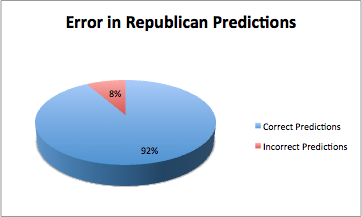 Error in Republican Predictions
8%
92%
Correct Predictions
Incorrect Predictions